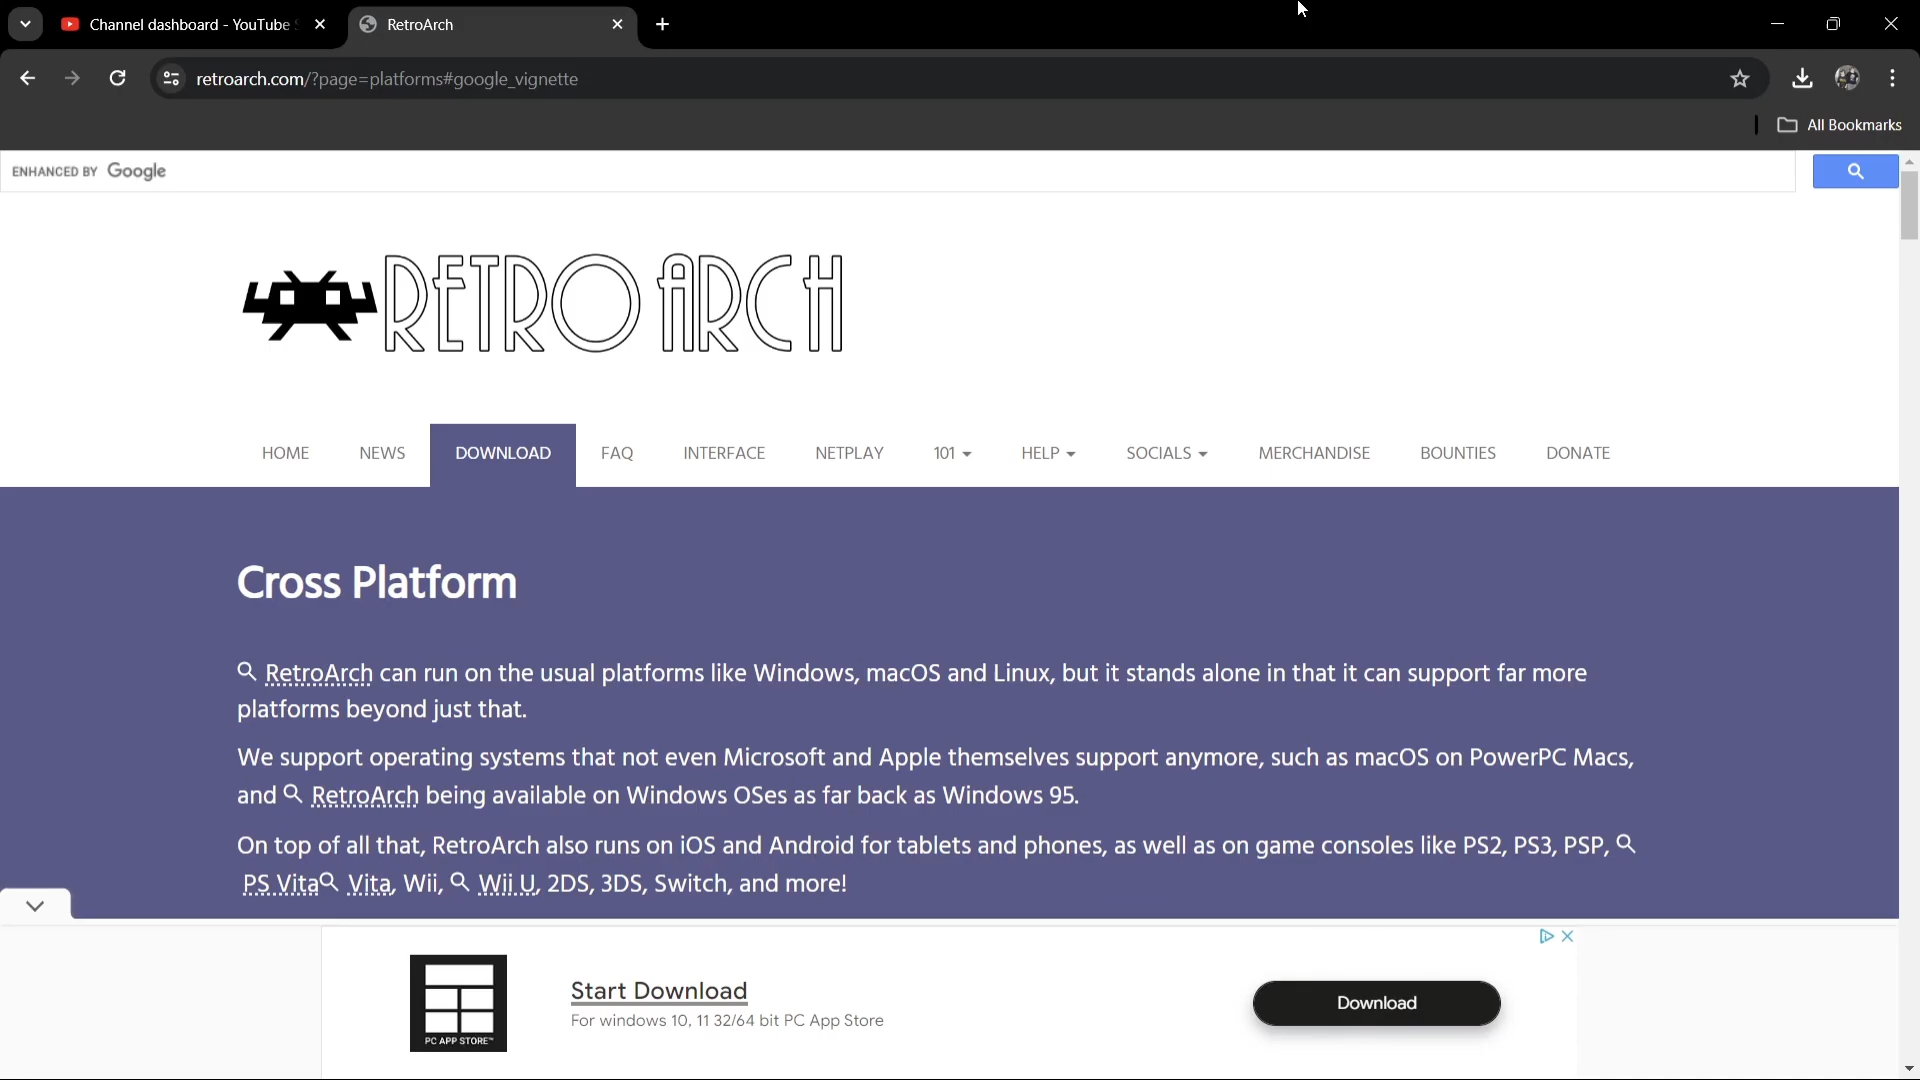 Channel dashboard - YouTube
RetroArch
retroarch.com/?page=platforms#google_vignette
All Bookmarks
ENHANCED BY Google
RETROARCH
HOME NEWS DOWNLOAD FAQ INTERFACE NETPLAY 101 HELP SOCIALS MERCHANDISE BOUNTIES DONATE
Cross Platform
RetroArch can run on the usual platforms like Windows, macOS and Linux, but it stands alone in that it can support far more
platforms beyond just that.
We support operating systems that not even Microsoft and Apple themselves support anymore, such as macOS on PowerPC Macs,
and RetroArch being available on Windows OSes as far back as Windows 95.
On top of all that, RetroArch also runs on iOS and Android for tablets and phones, as well as on game consoles like PS2, PS3, PSP,
PS Vita Vita, Wii, Wii U, 2DS, 3DS, Switch, and more!
Start Download
For windows 10, 11 32/64 bit PC App Store
Download
PC APP STORE™